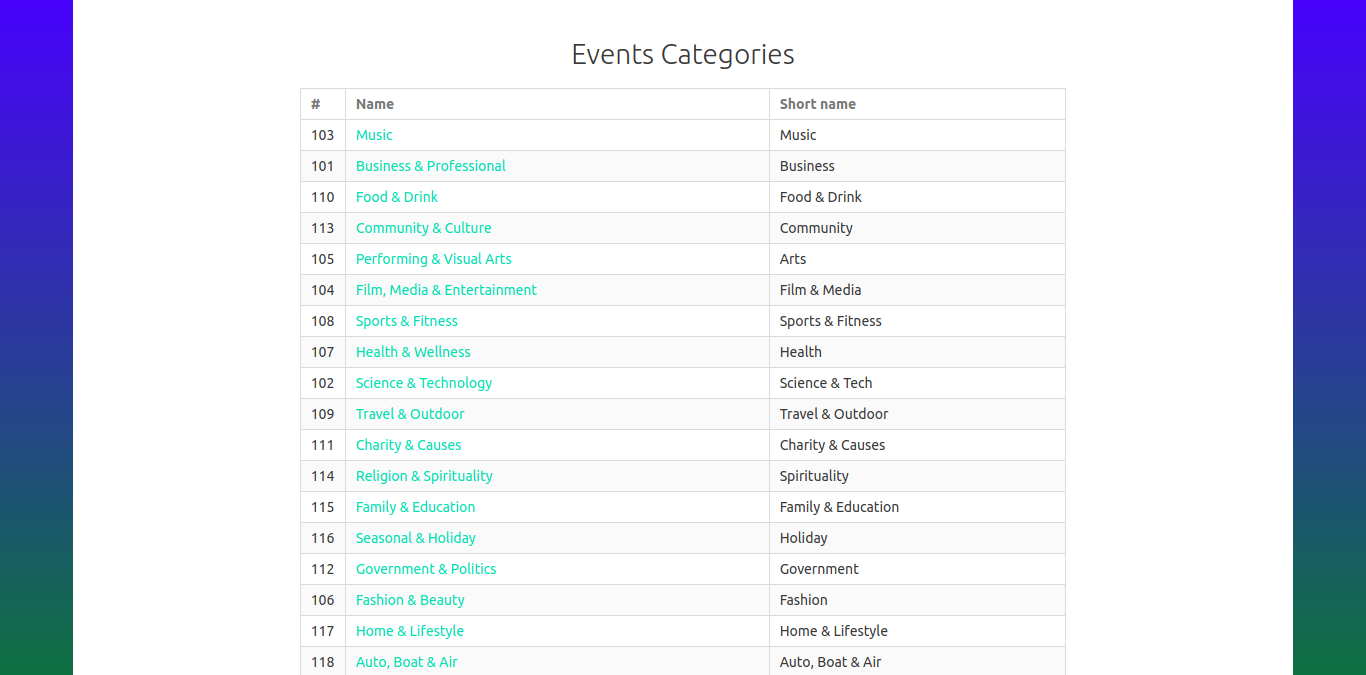 Events Categories
# Name Short name
103 Music Music
101 Business & Professional Business
110 Food & Drink Food & Drink
113 Community & Culture Community
105 Performing & Visual Arts Arts
104 Film, Media & Entertainment Film & Media
108 Sports & Fitness Sports & Fitness
107 Health & Wellness Health
102 Science & Technology Science & Tech
109 Travel & Outdoor Travel & Outdoor
111 Charity & Causes Charity & Causes
114 Religion & Spirituality Spirituality
115 Family & Education Family & Education
116 Seasonal & Holiday Holiday
112 Government & Politics Government
106 Fashion & Beauty Fashion
117 Home & Lifestyle Home & Lifestyle
118 Auto, Boat & Air Auto, Boat & Air